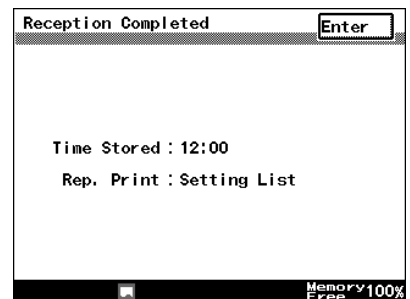 Reception Completed
Enter
Time Stored : 12:00
Rep. Print : Setting List
Memory
Free 100%